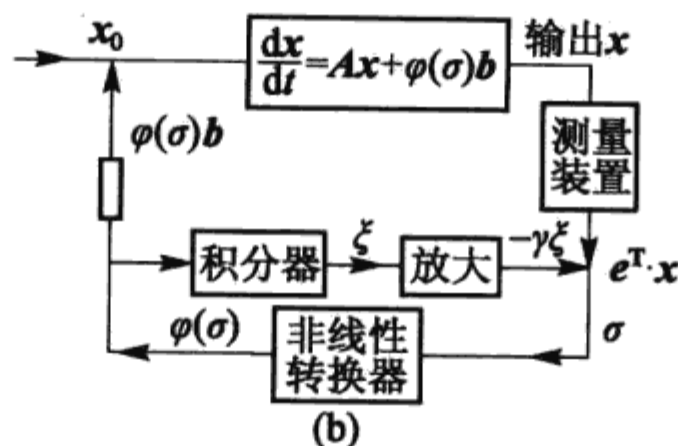 x₀
dx/dt=Ax+φ(σ)b
输出x
φ(σ)b
测量
装置
积分器
ξ
放大
-γξ
eᵀ·x
φ(σ)
非线性
转换器
σ
(b)